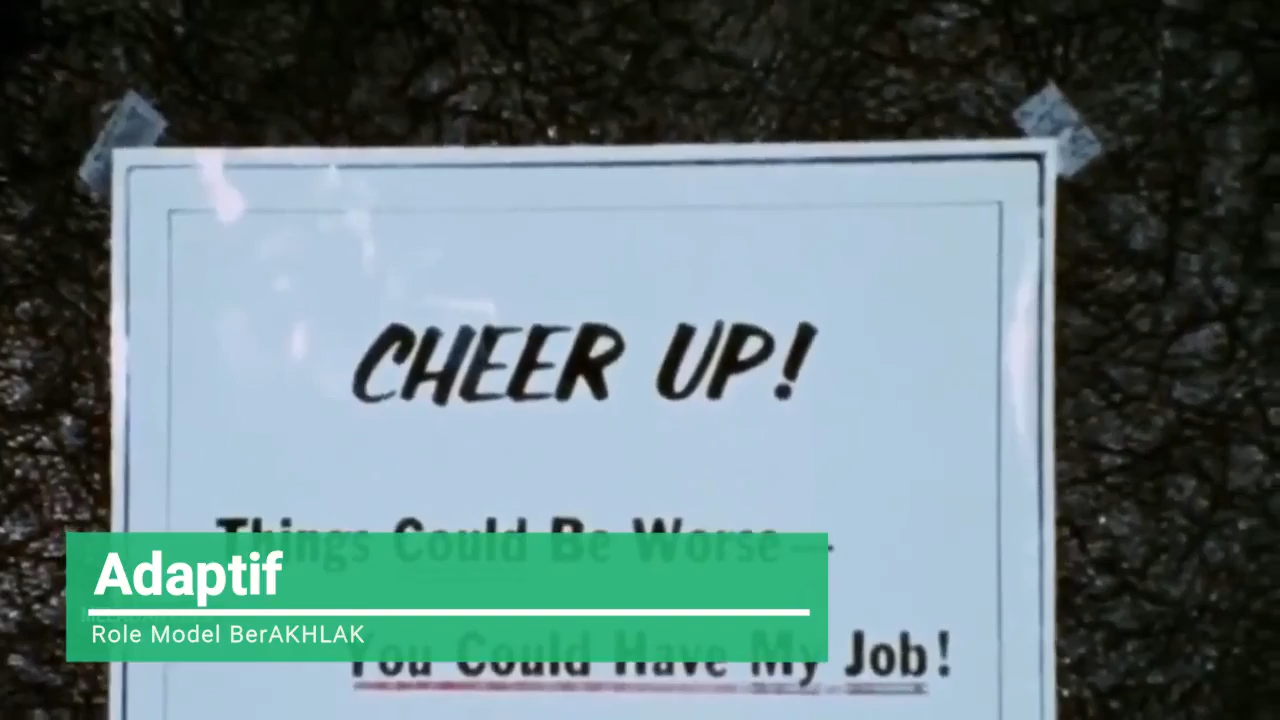 CHEER UP!
Things Could Be Worse—
You Could Have My Job!
Adaptif
Role Model BerAKHLAK